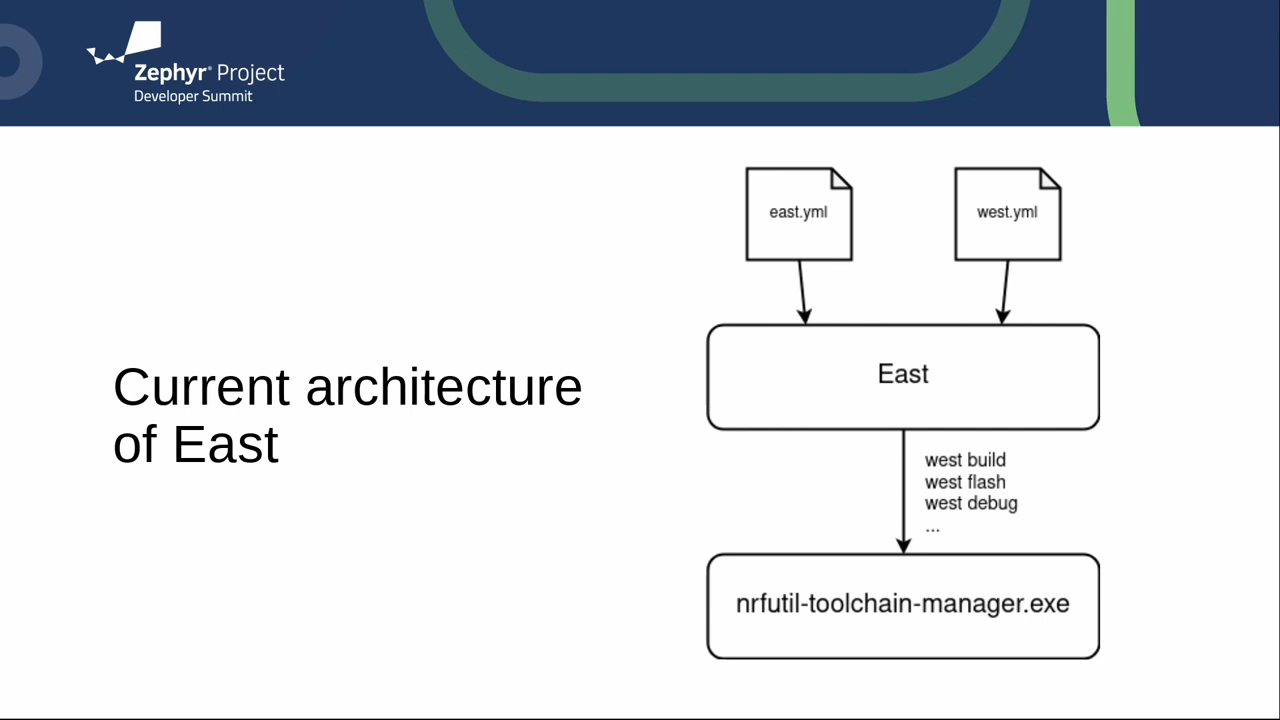 Zephyr® Project
Developer Summit
Current architecture
of East
east.yml
west.yml
East
west build
west flash
west debug
...
nrfutil-toolchain-manager.exe